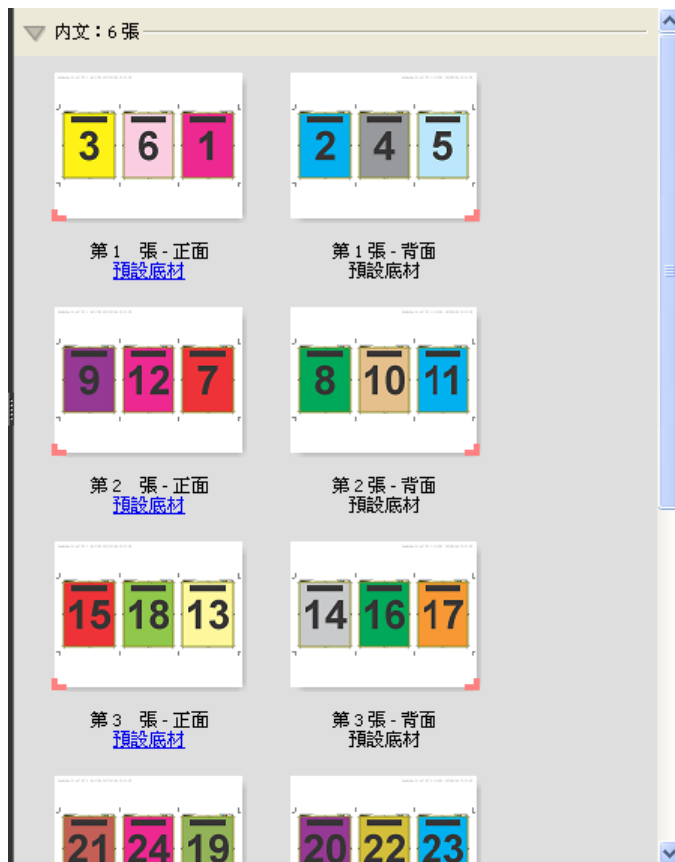 内文：6 張
3 6 1
2 4 5
第 1 張 - 正面
預設底材
第 1 張 - 背面
預設底材
9 12 7
8 10 11
第 2 張 - 正面
預設底材
第 2 張 - 背面
預設底材
15 18 13
14 16 17
第 3 張 - 正面
預設底材
第 3 張 - 背面
預設底材
21 24 19
20 22 23